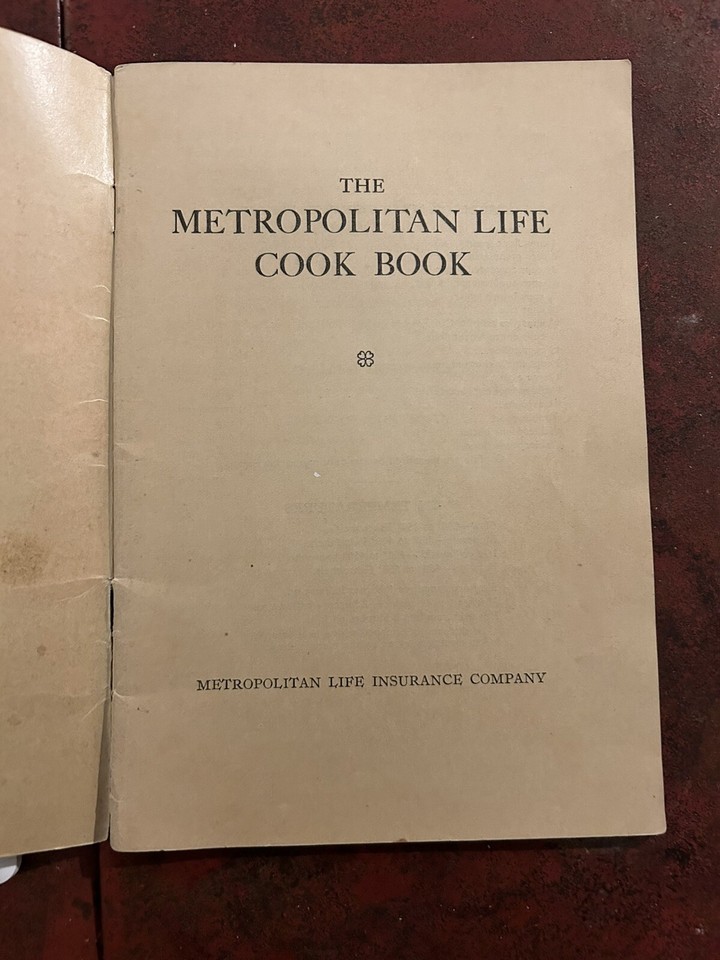 THE
METROPOLITAN LIFE
COOK BOOK
METROPOLITAN LIFE INSURANCE COMPANY